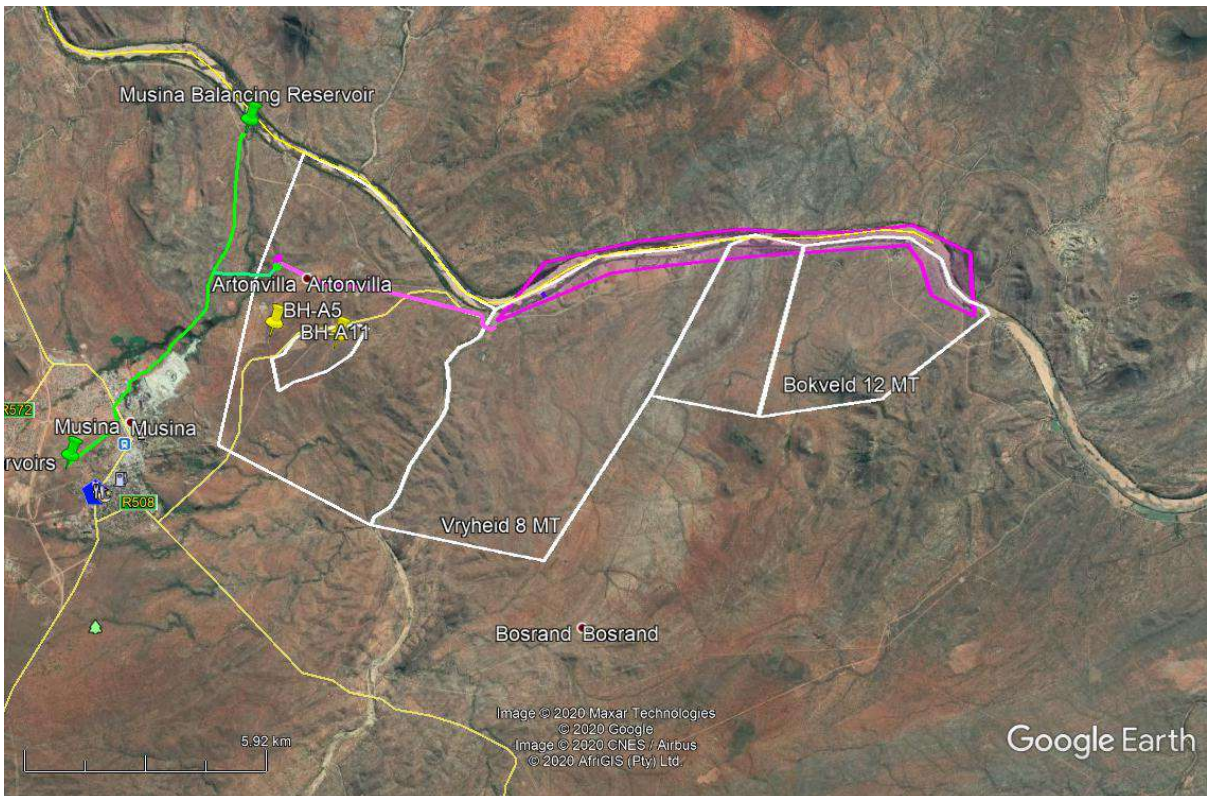 Musina Balancing Reservoir
Artonvilla Artonvilla
BH-A5
BH-A11
Bokveld 12 MT
R572
Musina Musina
rvoirs
R508
Vryheid 8 MT
Bosrand Bosrand
Image © 2020 Maxar Technologies
© 2020 Google
Image © 2020 CNES / Airbus
© 2020 AfriGIS (Pty) Ltd.
5.92 km
Google Earth